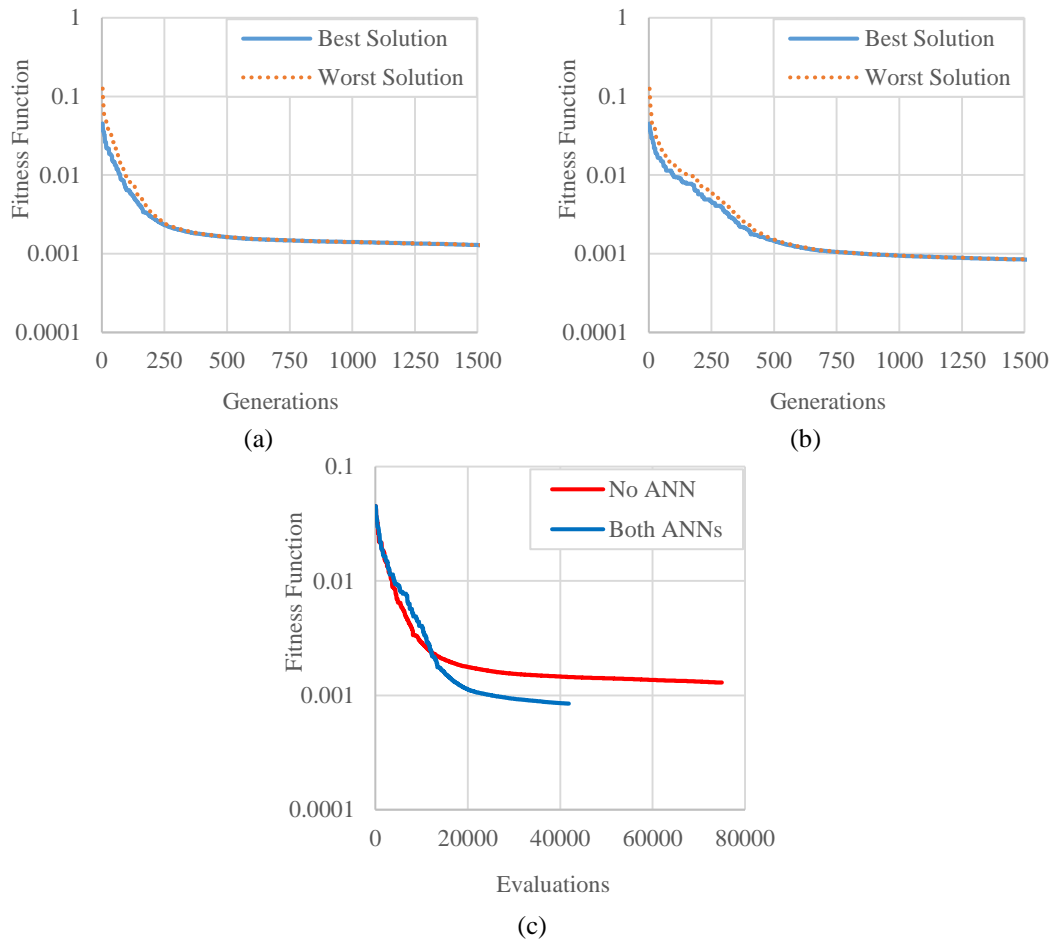 1
0.1
0.01
0.001
0.0001
Fitness Function
Best Solution
Worst Solution
0 250 500 750 1000 1250 1500
Generations
(a)
1
0.1
0.01
0.001
0.0001
Fitness Function
Best Solution
Worst Solution
0 250 500 750 1000 1250 1500
Generations
(b)
0.1
0.01
0.001
0.0001
Fitness Function
No ANN
Both ANNs
0 20000 40000 60000 80000
Evaluations
(c)